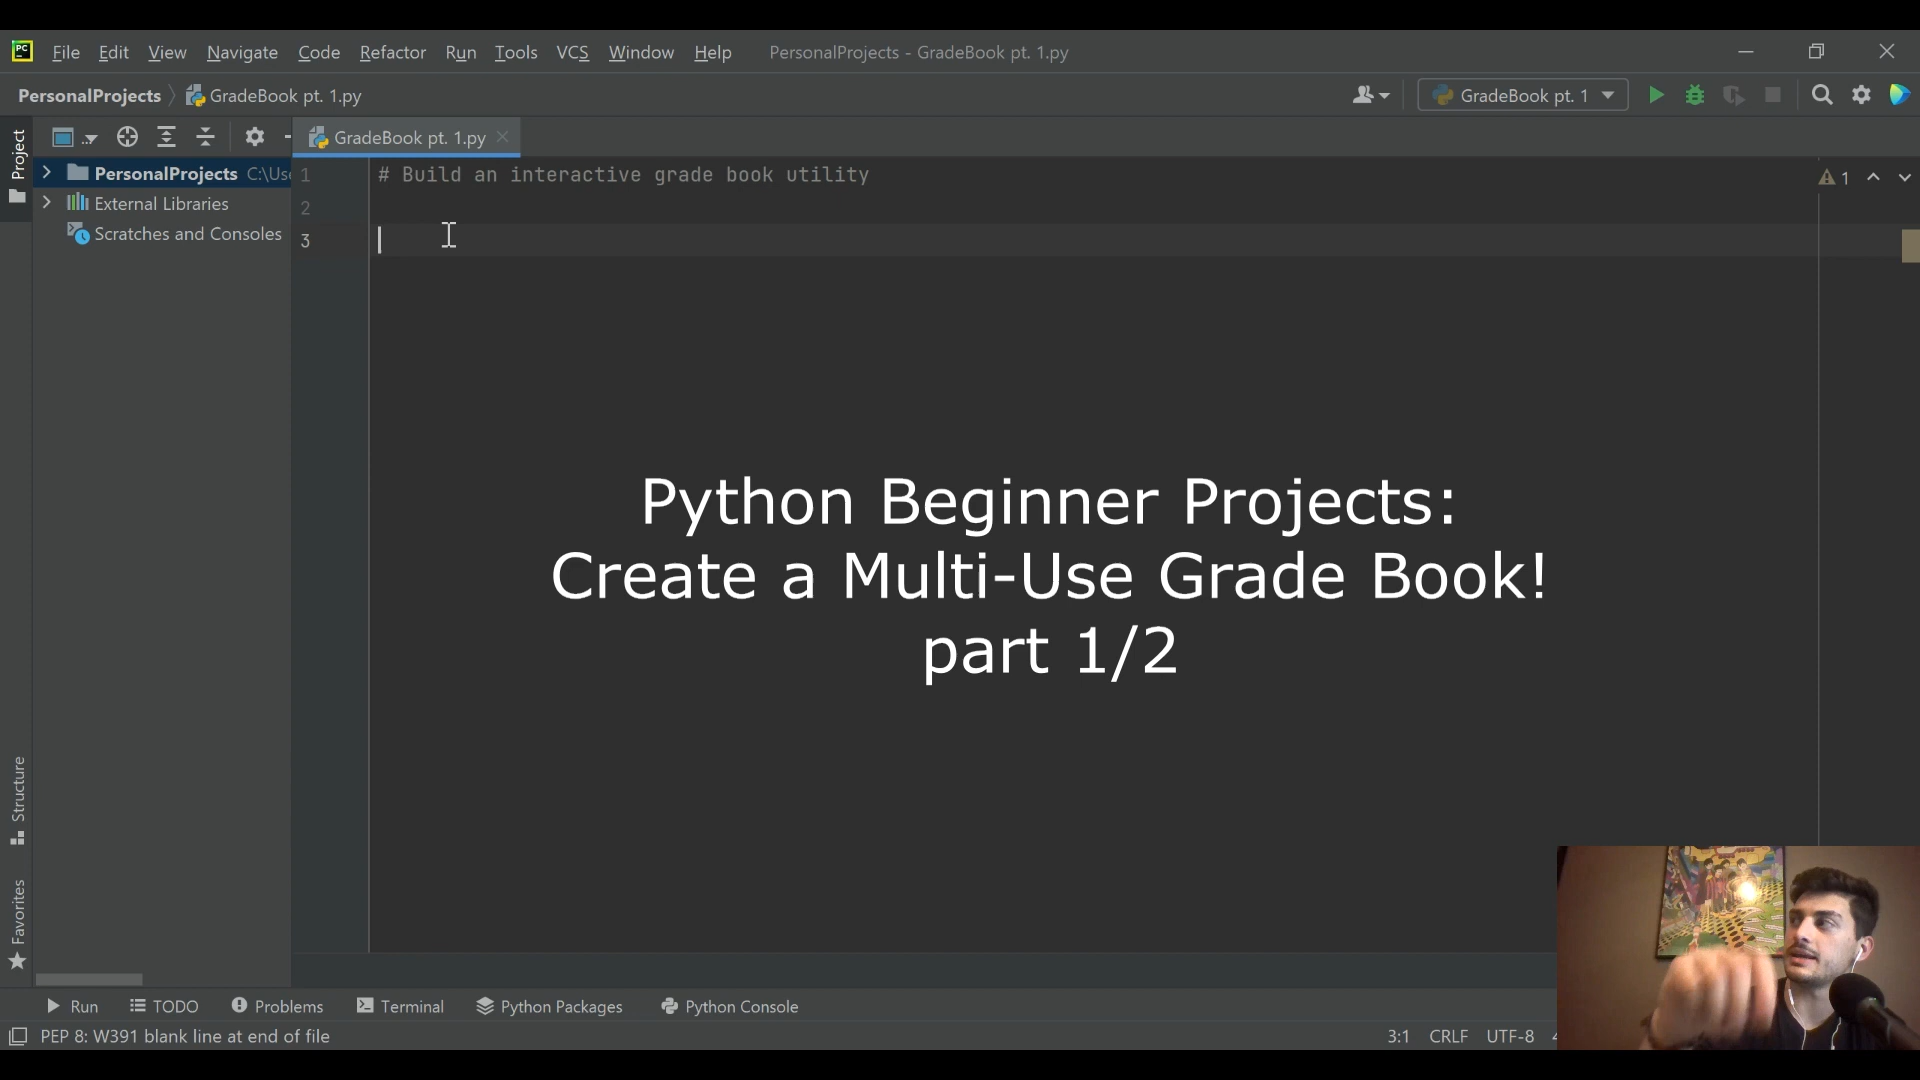 PC File Edit View Navigate Code Refactor Run Tools VCS Window Help PersonalProjects - GradeBook pt. 1.py
PersonalProjects GradeBook pt. 1.py GradeBook pt. 1
GradeBook pt. 1.py
Project
PersonalProjects C:\Use
External Libraries
Scratches and Consoles
1 # Build an interactive grade book utility
2
3
1
Python Beginner Projects:
Create a Multi-Use Grade Book!
part 1/2
Structure
Favorites
Run TODO Problems Terminal Python Packages Python Console
PEP 8: W391 blank line at end of file 3:1 CRLF UTF-8